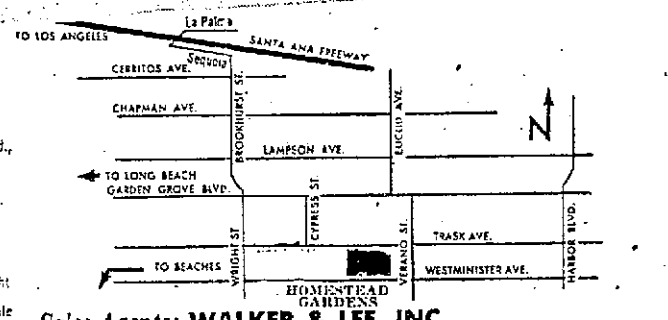 La Palma
TO LOS ANGELES
SANTA ANA FREEWAY
Sequoia
CERRITOS AVE.
BROOKHURST ST.
EUCLID AVE.
CHAPMAN AVE.
N
LAMPSON AVE.
TO LONG BEACH
GARDEN GROVE BLVD.
CYPRESS ST.
WRIGHT ST
VERANO ST.
HARBOR BLVD.
TRASK AVE.
TO BEACHES
WESTMINISTER AVE.
HOMESTEAD
GARDENS
Sales Agents: WALKER & LEE, INC.